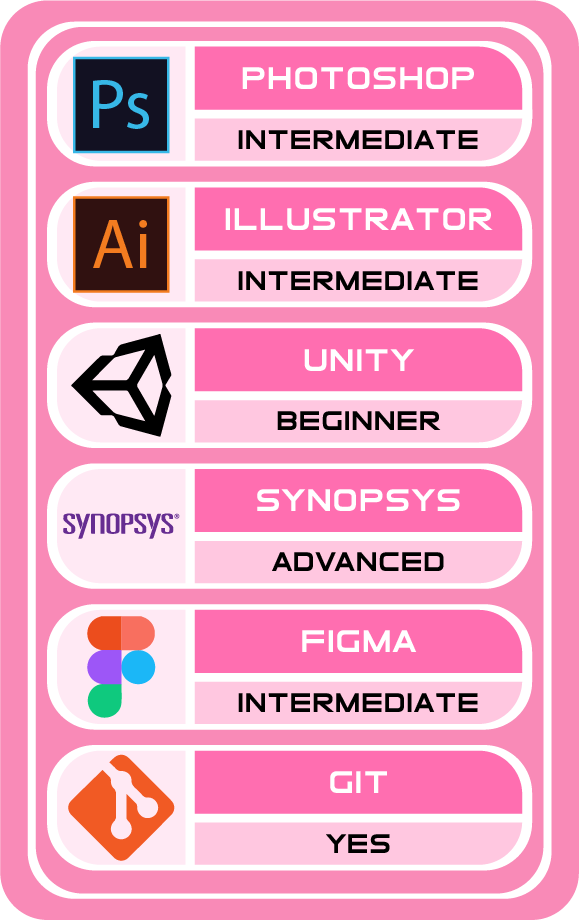 Ps
PHOTOSHOP
INTERMEDIATE
Ai
ILLUSTRATOR
INTERMEDIATE
UNITY
BEGINNER
SYNOPSYS®
SYNOPSYS
ADVANCED
FIGMA
INTERMEDIATE
GIT
YES